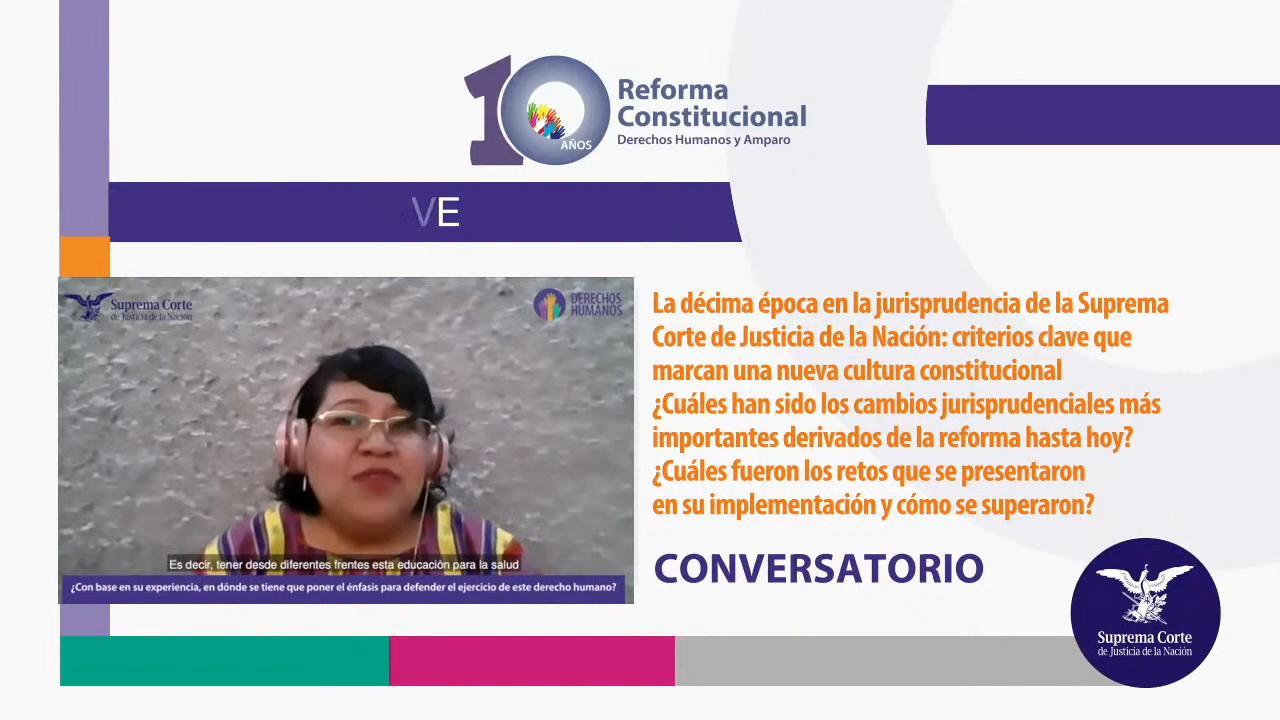 10
AÑOS
Reforma
Constitucional
Derechos Humanos y Amparo
VE
Suprema Corte
de Justicia de la Nación
DERECHOS
HUMANOS
Es decir, tener desde diferentes frentes esta educación para la salud
¿Con base en su experiencia, en dónde se tiene que poner el énfasis para defender el ejercicio de este derecho humano?
La décima época en la jurisprudencia de la Suprema
Corte de Justicia de la Nación: criterios clave que
marcan una nueva cultura constitucional
¿Cuáles han sido los cambios jurisprudenciales más
importantes derivados de la reforma hasta hoy?
¿Cuáles fueron los retos que se presentaron
en su implementación y cómo se superaron?
CONVERSATORIO
Suprema Corte
de Justicia de la Nación